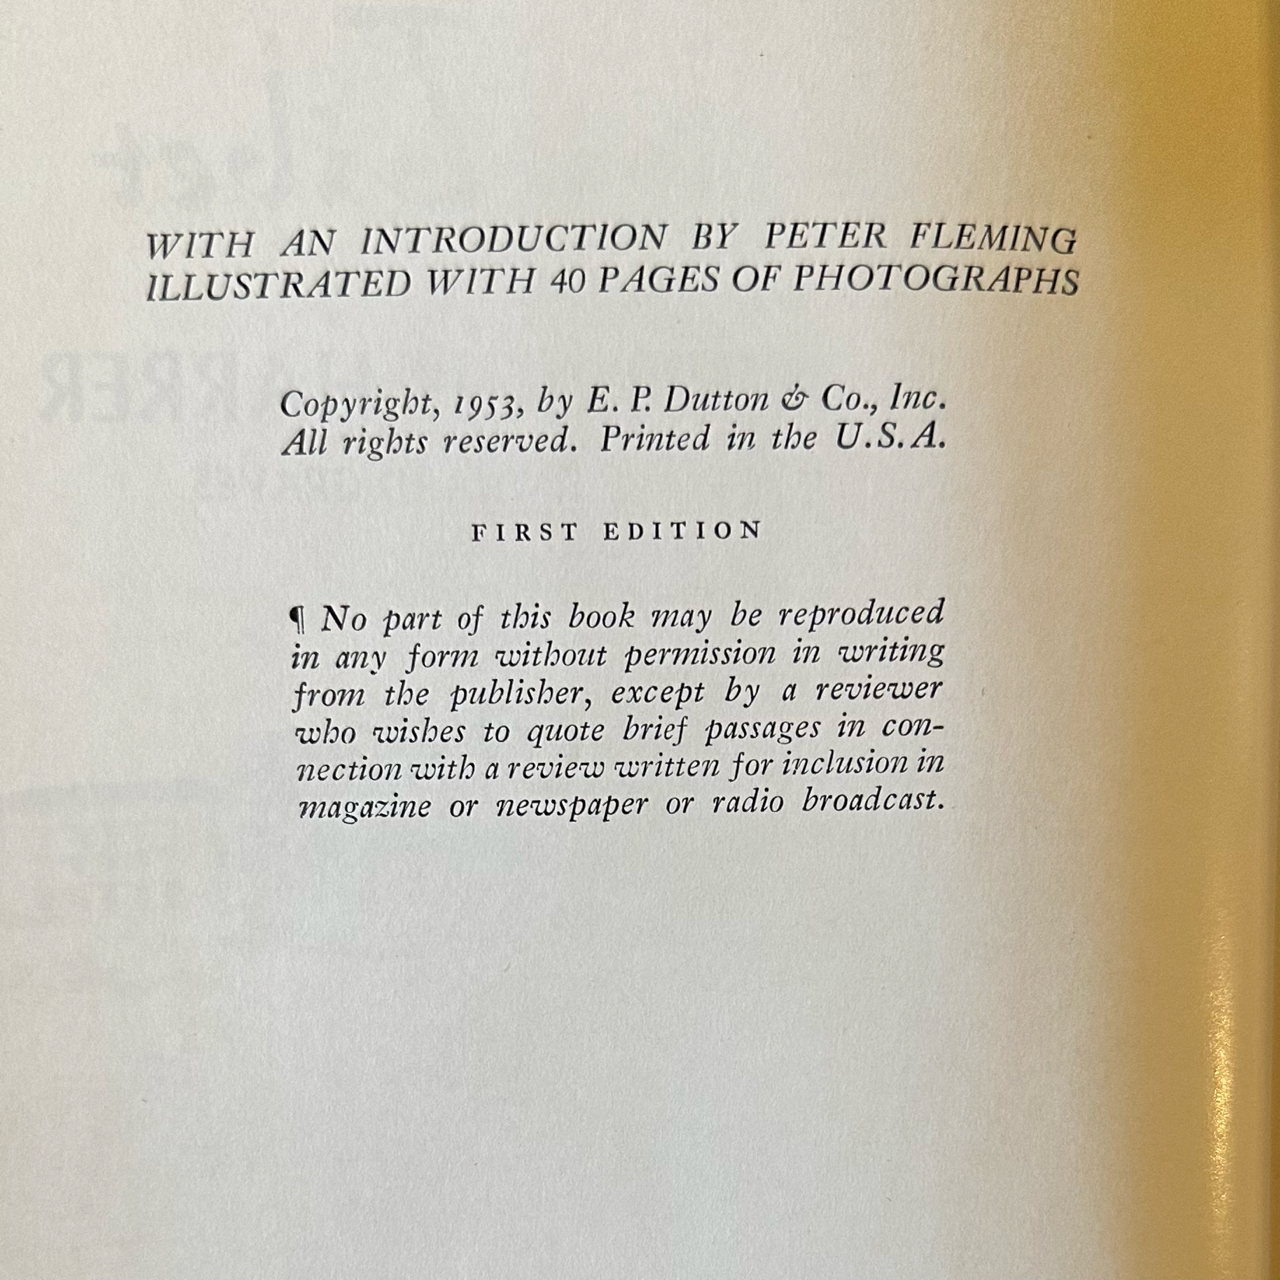 WITH AN INTRODUCTION BY PETER FLEMING
ILLUSTRATED WITH 40 PAGES OF PHOTOGRAPHS
Copyright, 1953, by E. P. Dutton & Co., Inc.
All rights reserved. Printed in the U.S.A.
FIRST EDITION
¶ No part of this book may be reproduced
in any form without permission in writing
from the publisher, except by a reviewer
who wishes to quote brief passages in con-
nection with a review written for inclusion in
magazine or newspaper or radio broadcast.